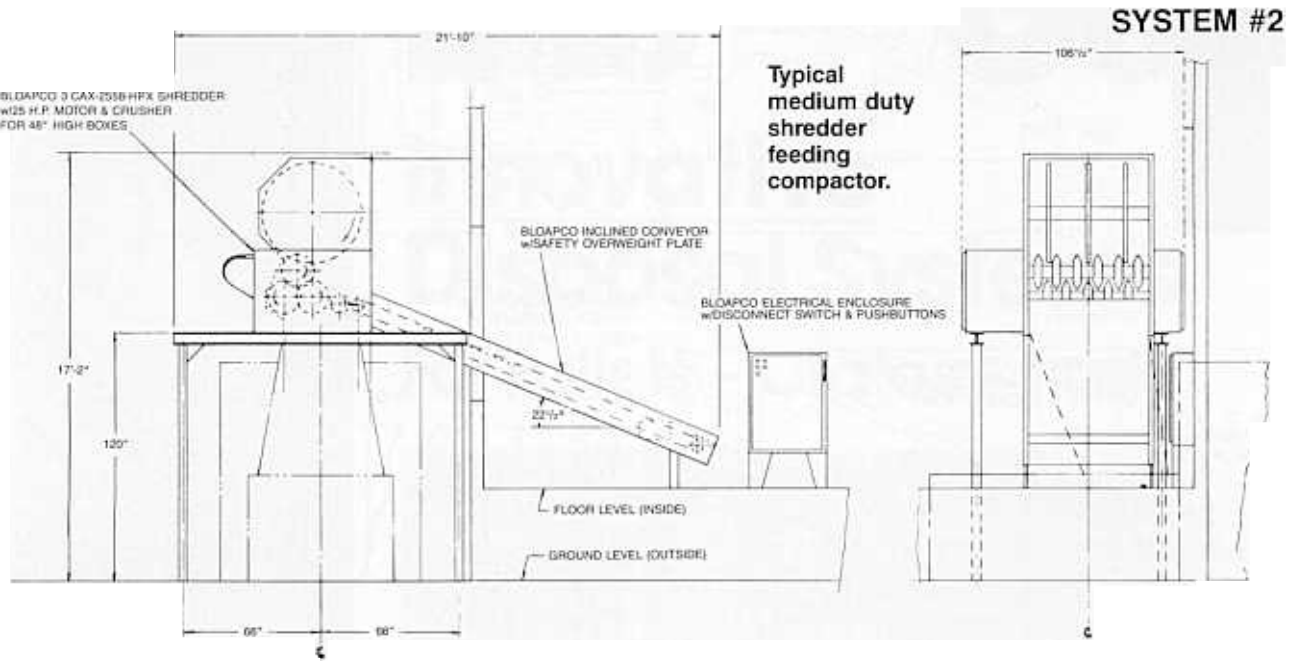 SYSTEM #2
21'-10"
106½"
Typical
medium duty
shredder
feeding
compactor.
BLOAPCO 3 CAX-2558-HPX SHREDDER
w/25 H.P. MOTOR & CRUSHER
FOR 48" HIGH BOXES
BLOAPCO INCLINED CONVEYOR
w/SAFETY OVERWEIGHT PLATE
BLOAPCO ELECTRICAL ENCLOSURE
w/DISCONNECT SWITCH & PUSHBUTTONS
17'-2"
22½°
120"
FLOOR LEVEL (INSIDE)
GROUND LEVEL (OUTSIDE)
66"
66"
℄
℄